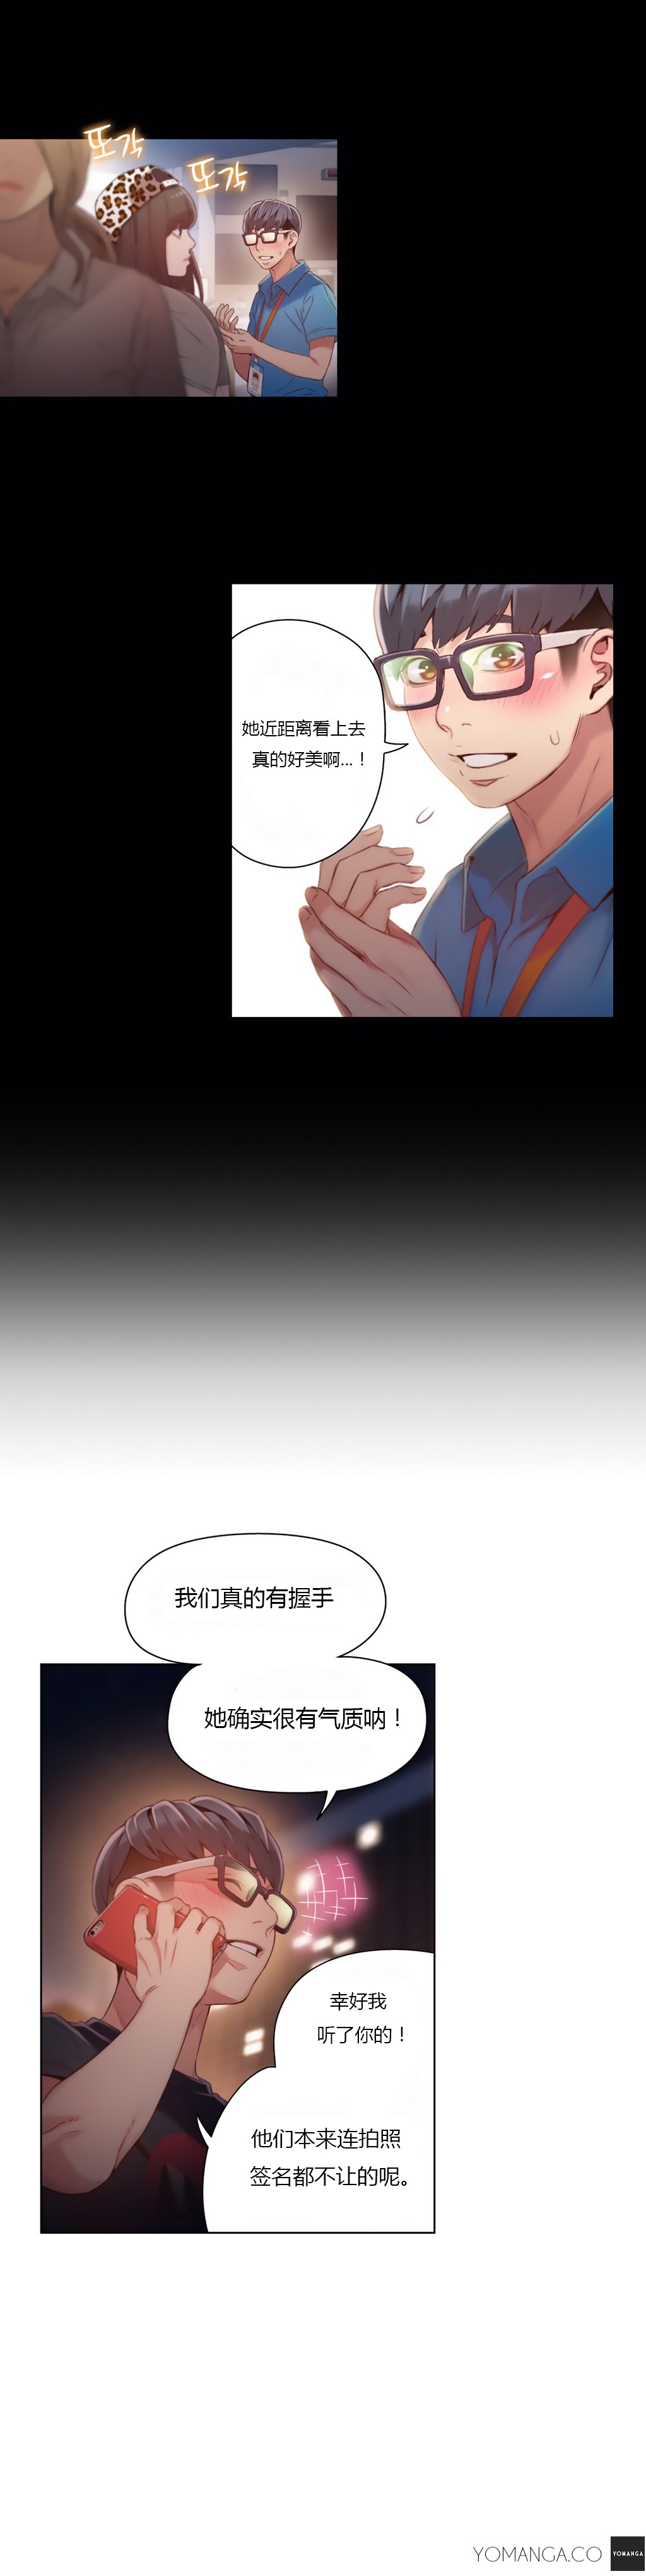 또각
또각
她近距离看上去
真的好美啊...！
我们真的有握手
她确实很有气质呐！
幸好我
听了你的！
他们本来连拍照
签名都不让的呢。
YOMANGA.CO
YOMANGA